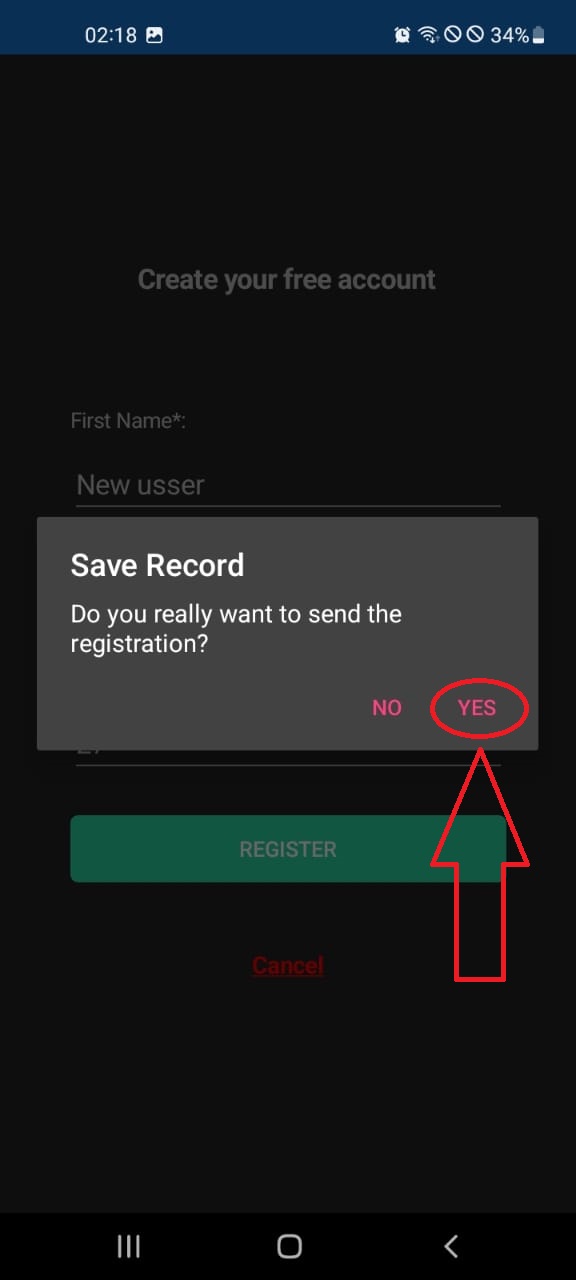 02:18
34%
Create your free account
First Name*:
New usser
Save Record
Do you really want to send the
registration?
NO YES
REGISTER
Cancel